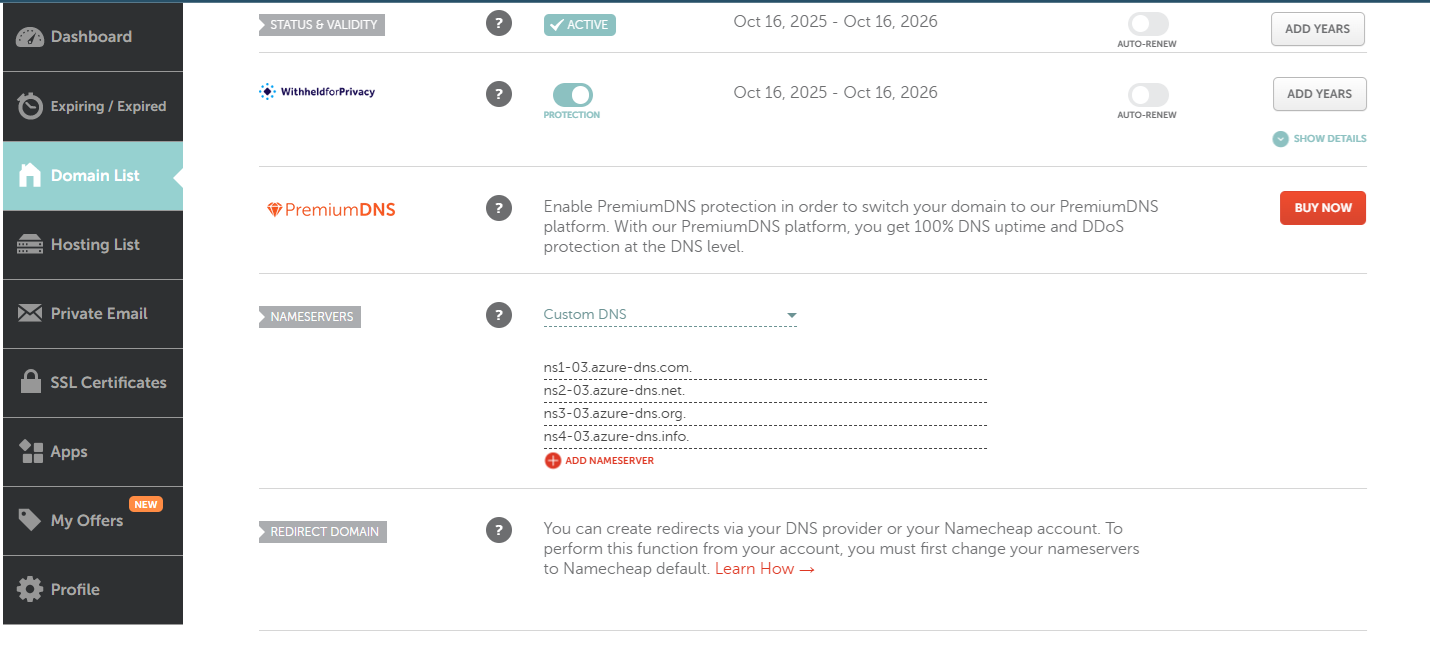 Dashboard
Expiring / Expired
Domain List
Hosting List
Private Email
SSL Certificates
Apps
NEW
My Offers
Profile
STATUS & VALIDITY
?
ACTIVE
Oct 16, 2025 - Oct 16, 2026
AUTO-RENEW
ADD YEARS
WithheldforPrivacy
?
PROTECTION
Oct 16, 2025 - Oct 16, 2026
AUTO-RENEW
ADD YEARS
SHOW DETAILS
PremiumDNS
?
Enable PremiumDNS protection in order to switch your domain to our PremiumDNS
platform. With our PremiumDNS platform, you get 100% DNS uptime and DDoS
protection at the DNS level.
BUY NOW
NAMESERVERS
?
Custom DNS
ns1-03.azure-dns.com.
ns2-03.azure-dns.net.
ns3-03.azure-dns.org.
ns4-03.azure-dns.info.
ADD NAMESERVER
REDIRECT DOMAIN
?
You can create redirects via your DNS provider or your Namecheap account. To
perform this function from your account, you must first change your nameservers
to Namecheap default. Learn How →